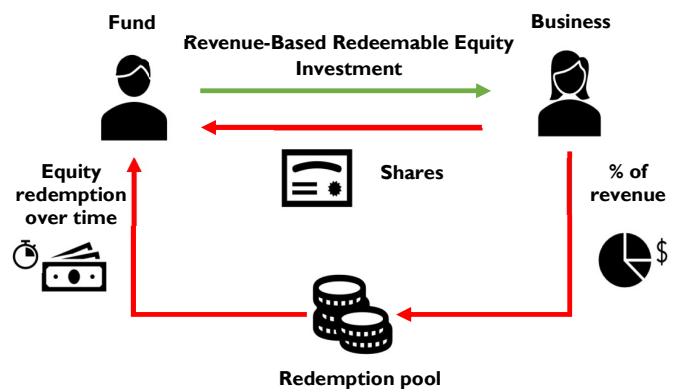 Fund
Business
Revenue-Based Redeemable Equity
Investment
Equity
redemption
over time
Shares
% of
revenue
$
Redemption pool